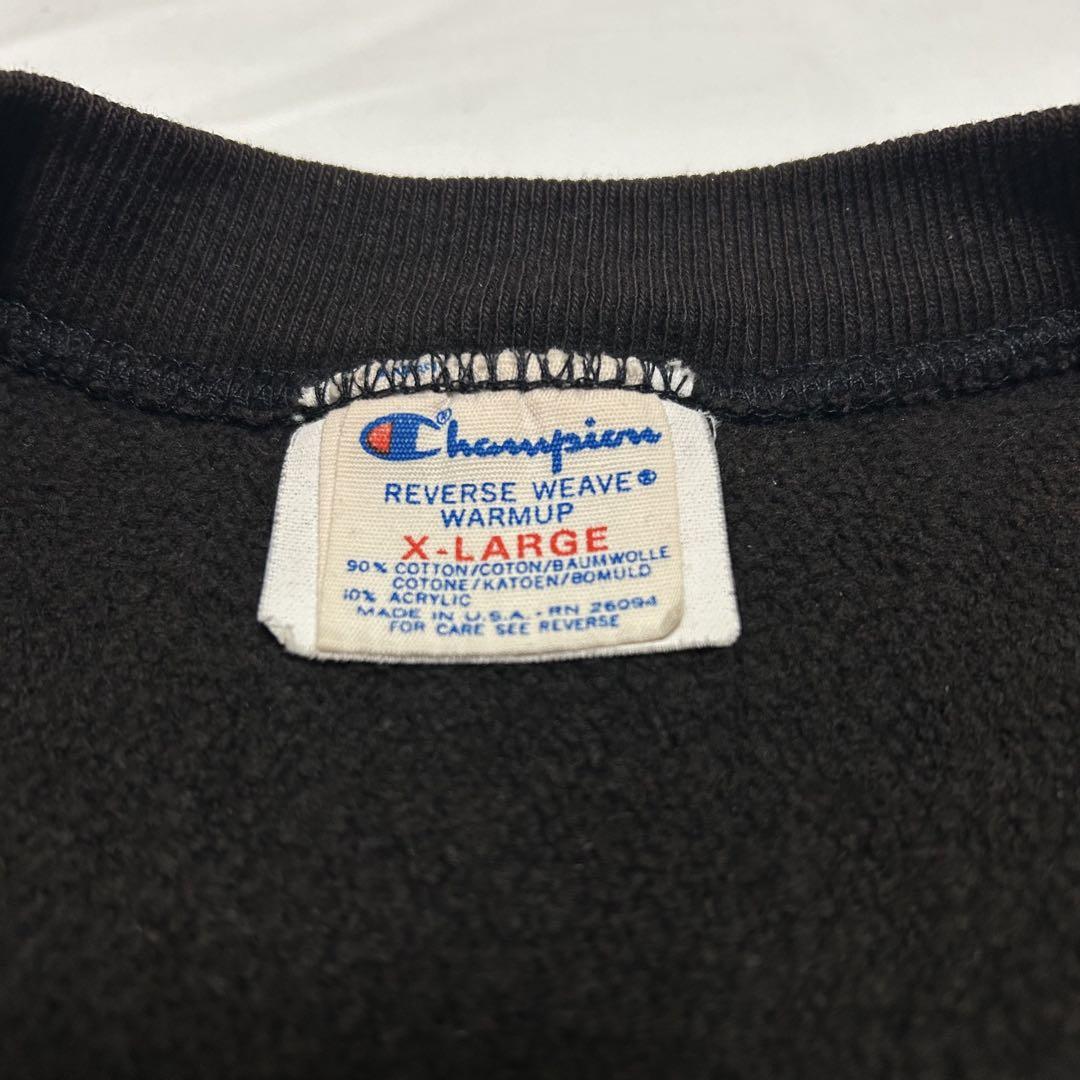 Champion®
REVERSE WEAVE®
WARMUP
X-LARGE
90% COTTON/COTON/BAUMWOLLE
COTONE/KATOEN/BOMULD
10% ACRYLIC
MADE IN U.S.A.-RN 26094
FOR CARE SEE REVERSE